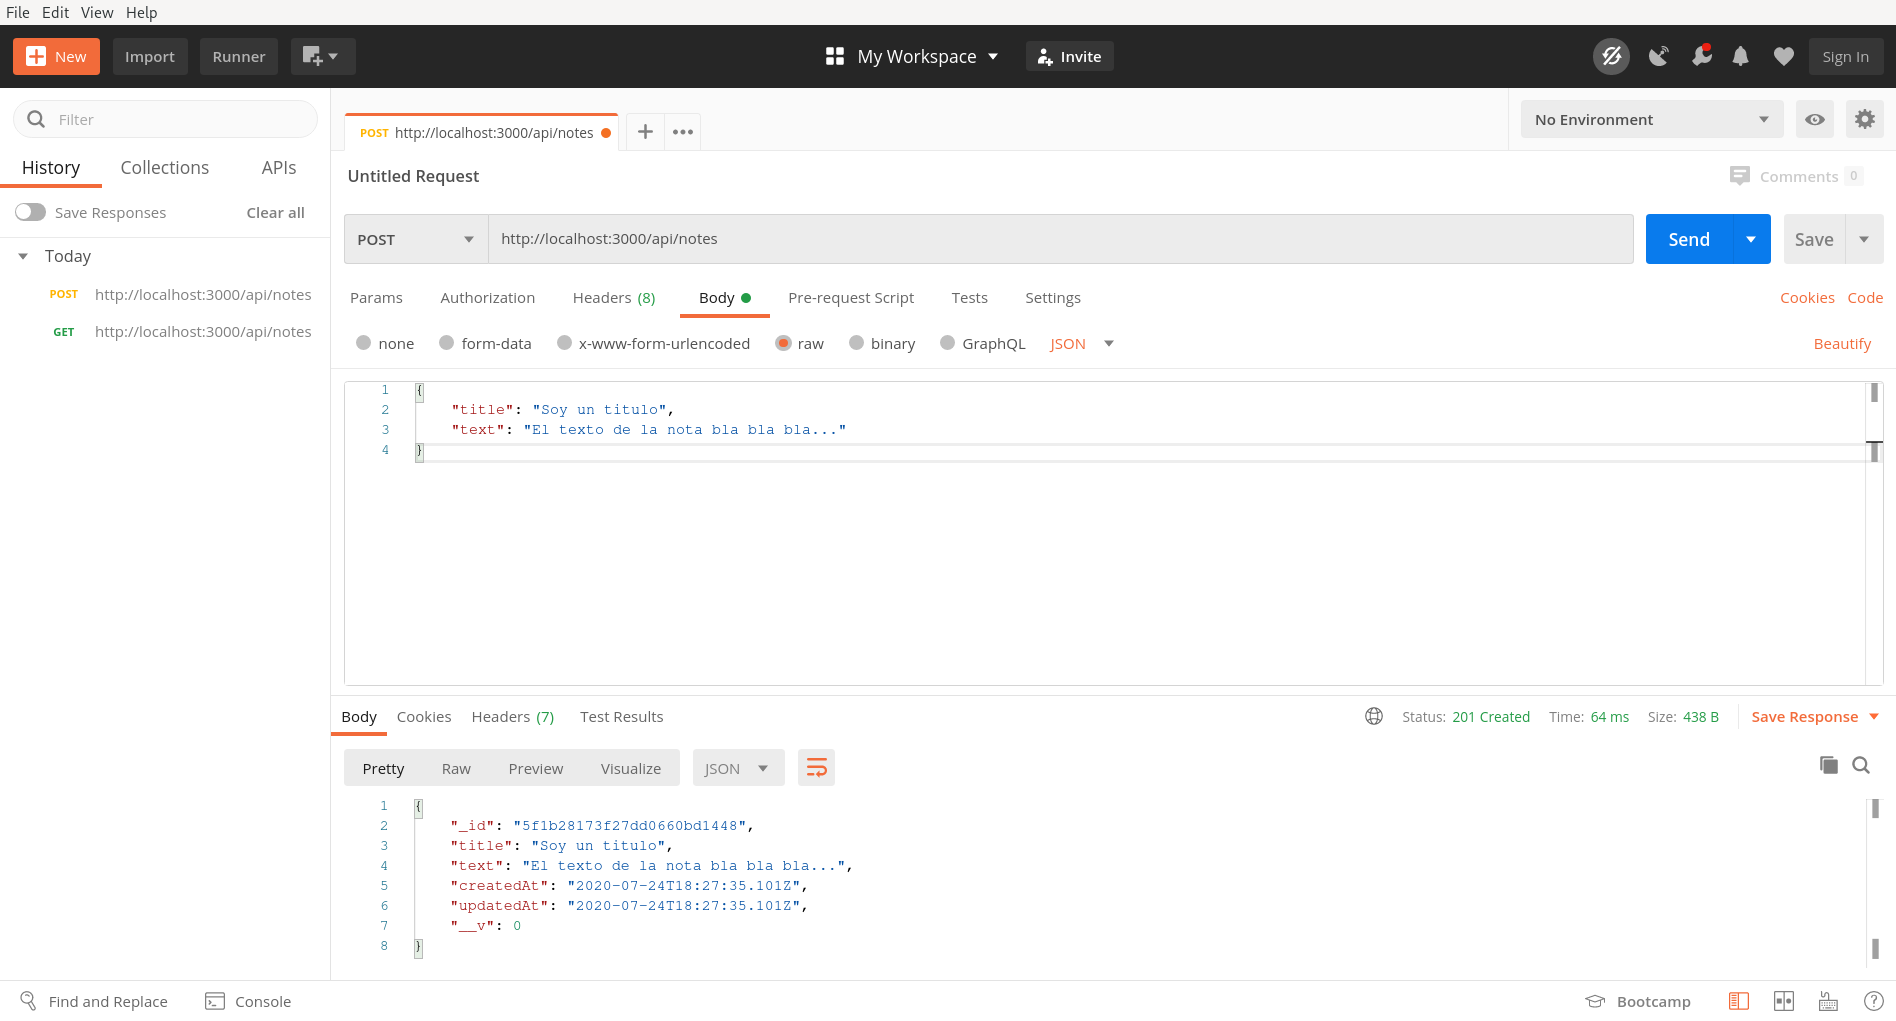 File Edit View Help
New Import Runner My Workspace Invite Sign In
Filter
POST http://localhost:3000/api/notes No Environment
History Collections APIs
Untitled Request Comments 0
Save Responses Clear all
POST http://localhost:3000/api/notes Send Save
Today
POST http://localhost:3000/api/notes
GET http://localhost:3000/api/notes
Params Authorization Headers (8) Body Pre-request Script Tests Settings Cookies Code
none form-data x-www-form-urlencoded raw binary GraphQL JSON Beautify
1 {
2 "title": "Soy un titulo",
3 "text": "El texto de la nota bla bla bla..."
4 }
Body Cookies Headers (7) Test Results Status: 201 Created Time: 64 ms Size: 438 B Save Response
Pretty Raw Preview Visualize JSON
1 {
2 "_id": "5f1b28173f27dd0660bd1448",
3 "title": "Soy un titulo",
4 "text": "El texto de la nota bla bla bla...",
5 "createdAt": "2020-07-24T18:27:35.101Z",
6 "updatedAt": "2020-07-24T18:27:35.101Z",
7 "__v": 0
8 }
Find and Replace Console Bootcamp